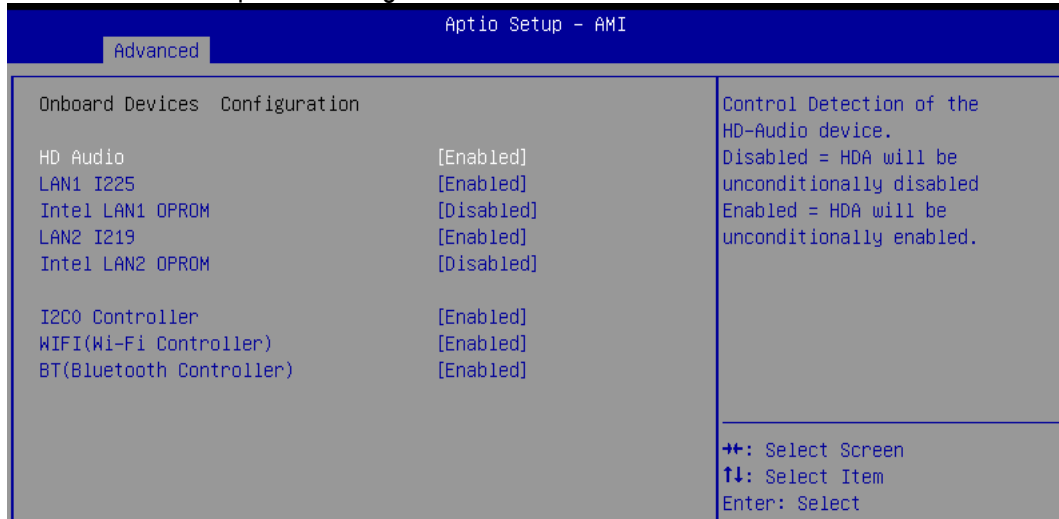 Aptio Setup – AMI
Advanced
Onboard Devices Configuration
HD Audio [Enabled]
LAN1 I225 [Enabled]
Intel LAN1 OPROM [Disabled]
LAN2 I219 [Enabled]
Intel LAN2 OPROM [Disabled]
I2C0 Controller [Enabled]
WIFI(Wi-Fi Controller) [Enabled]
BT(Bluetooth Controller) [Enabled]
Control Detection of the
HD-Audio device.
Disabled = HDA will be
unconditionally disabled
Enabled = HDA will be
unconditionally enabled.
→←: Select Screen
↑↓: Select Item
Enter: Select